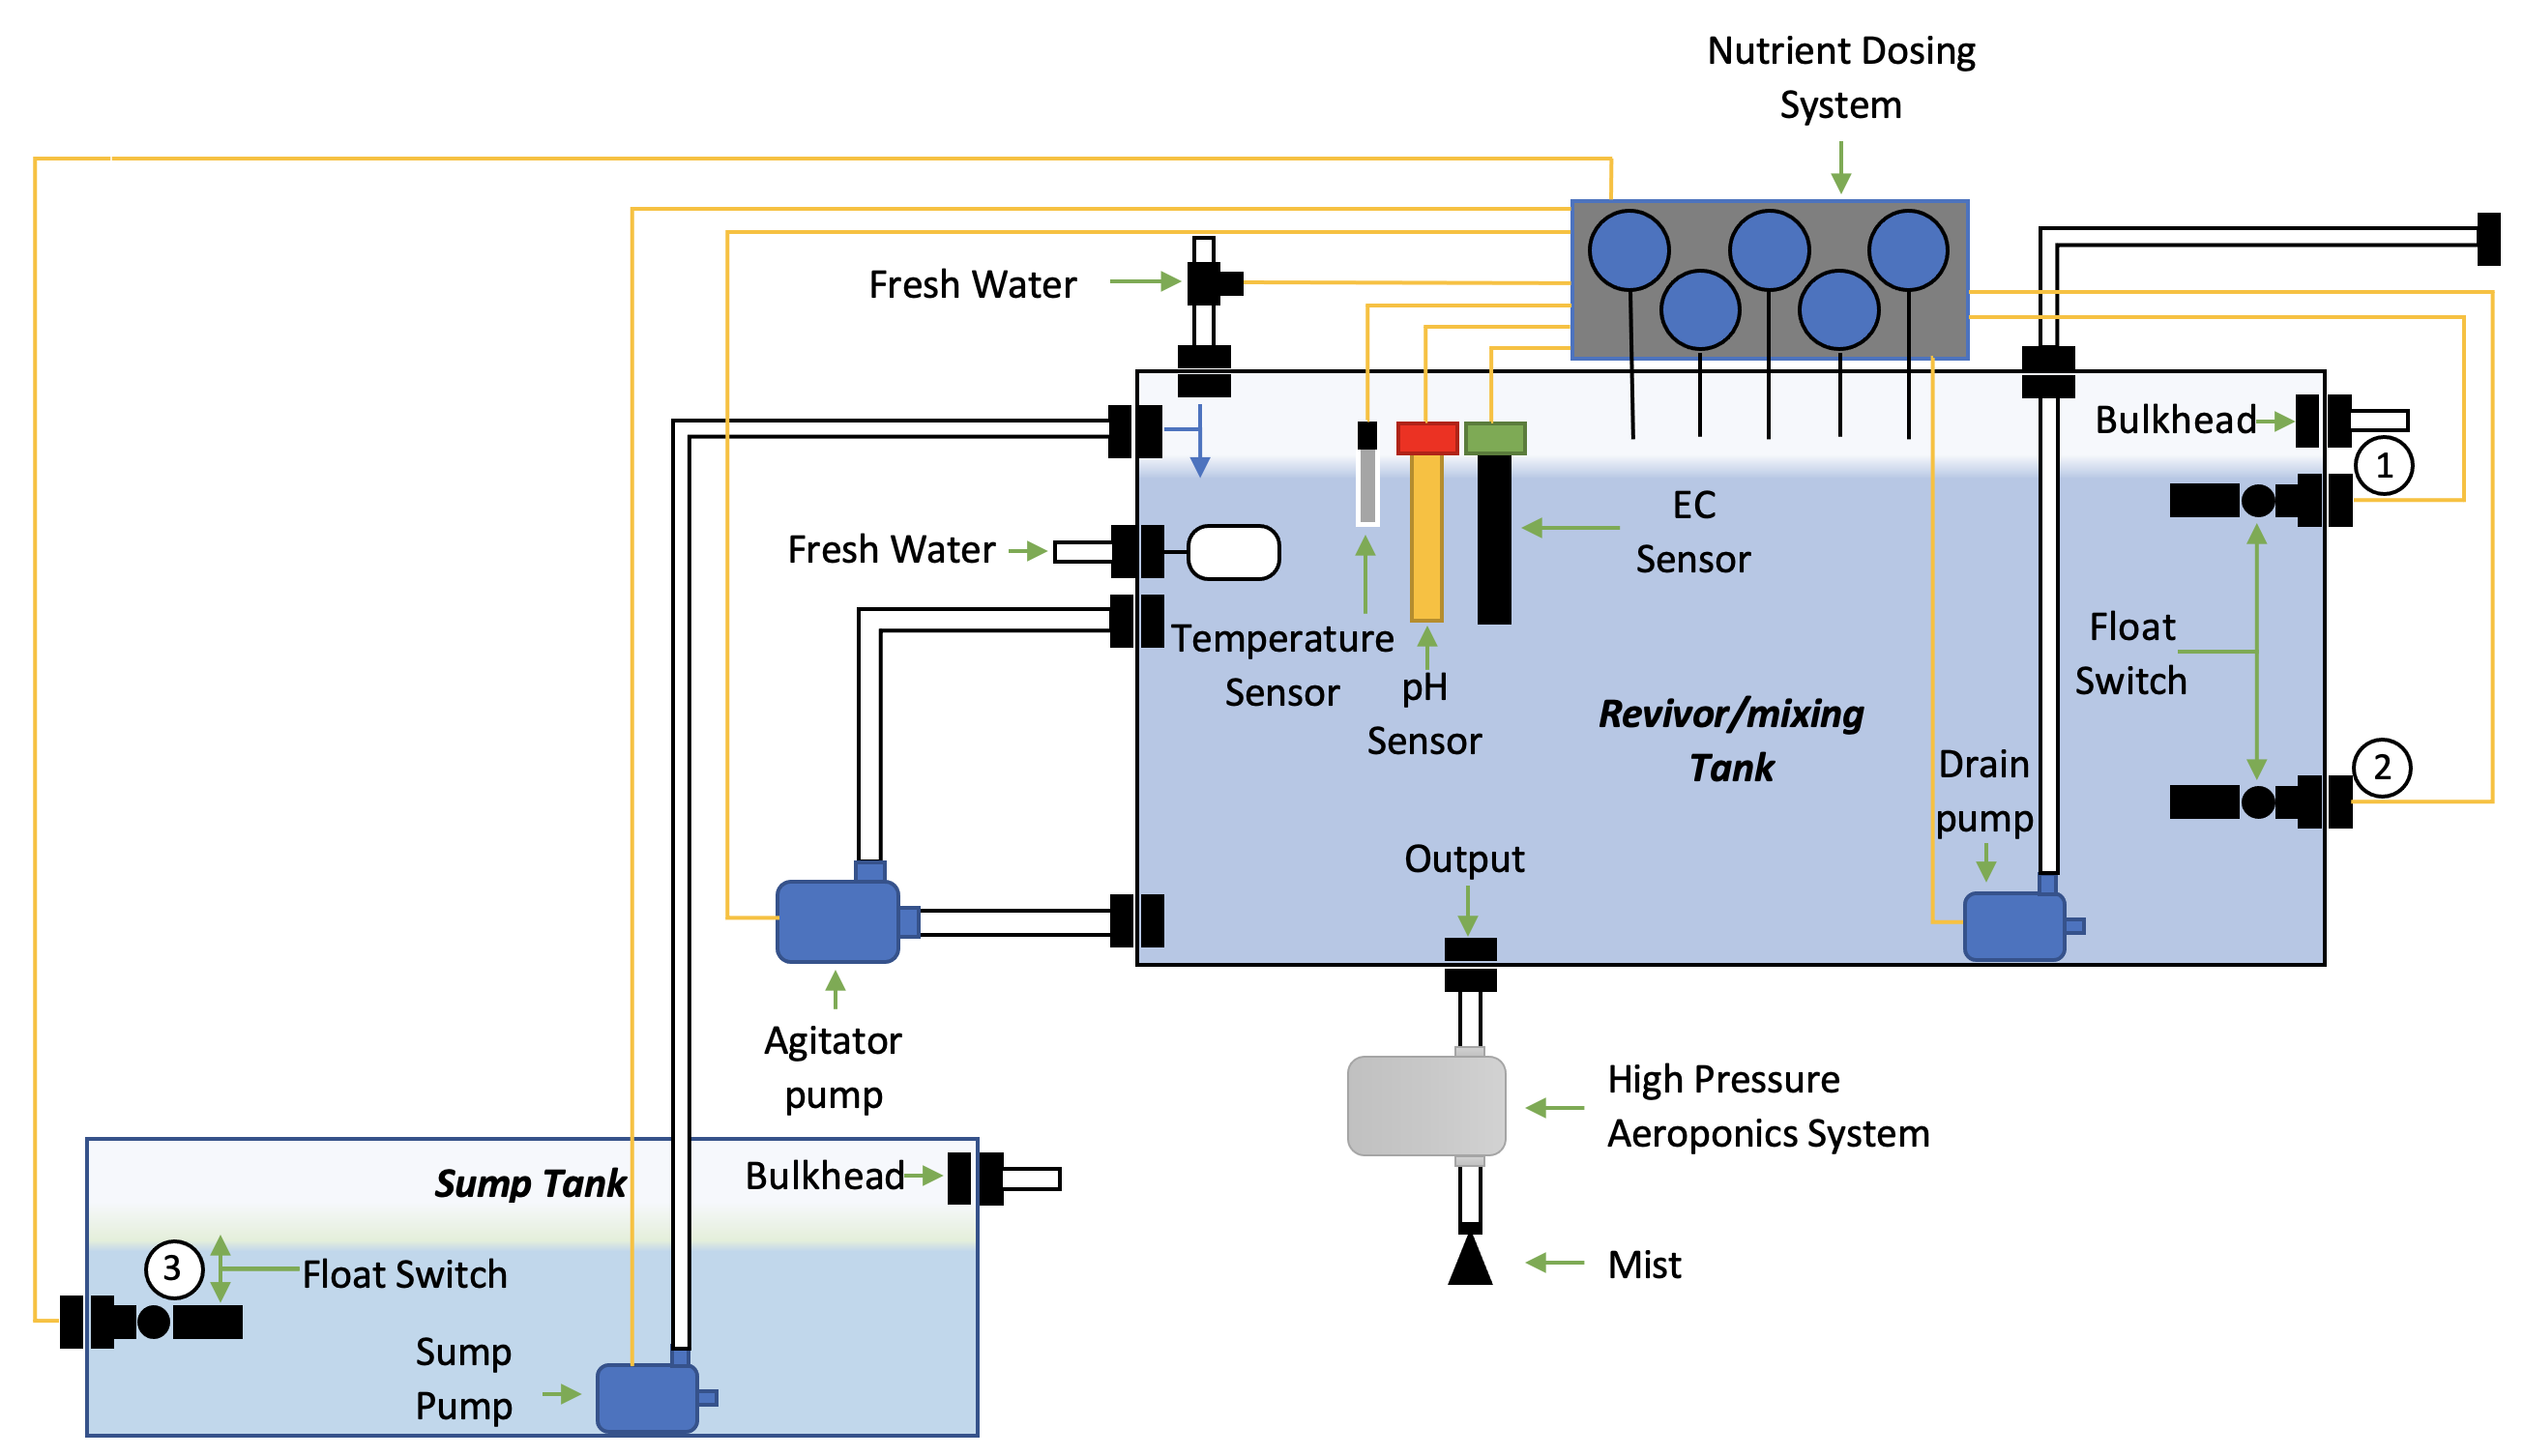 Nutrient Dosing
System
Fresh Water
Bulkhead
1
EC
Sensor
Fresh Water
Temperature
Sensor
pH
Sensor
Float
Switch
Revivor/mixing
Tank
Drain
pump
2
Output
Agitator
pump
High Pressure
Aeroponics System
Sump Tank
Bulkhead
3
Float Switch
Mist
Sump
Pump